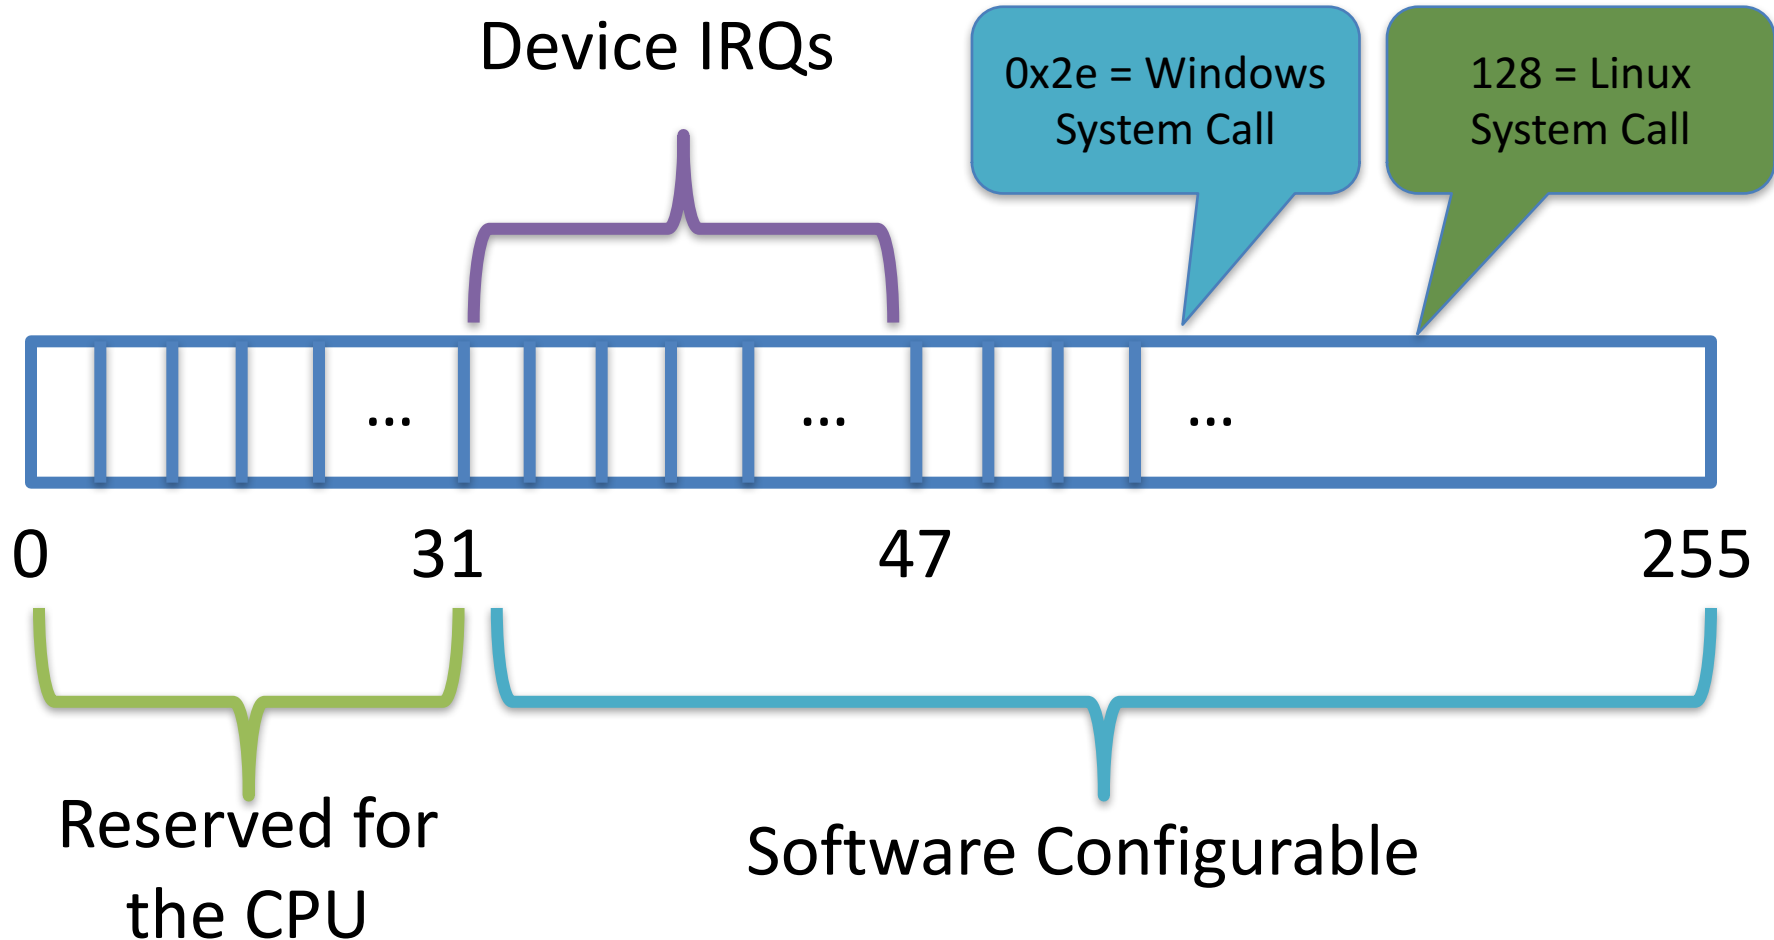 Device IRQs
0x2e = Windows
System Call
128 = Linux
System Call
... ... ...
0 31 47 255
Reserved for
the CPU
Software Configurable